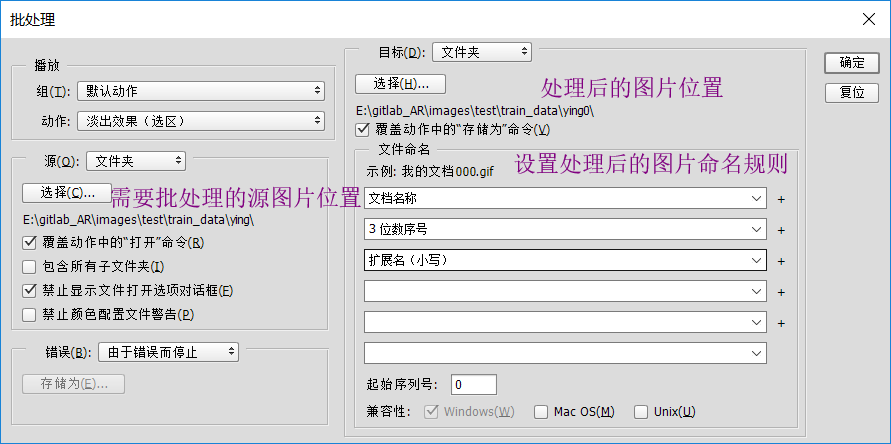 批处理
播放
组(T): 默认动作
动作: 淡出效果（选区）
源(O): 文件夹
选择(C)... 需要批处理的源图片位置
E:\gitlab_AR\images\test\train_data\ying\
覆盖动作中的“打开”命令(R)
包含所有子文件夹(I)
禁止显示文件打开选项对话框(F)
禁止颜色配置文件警告(P)
错误(B): 由于错误而停止
存储为(E)...
目标(D): 文件夹
选择(H)... 处理后的图片位置
E:\gitlab_AR\images\test\train_data\ying0\
覆盖动作中的“存储为”命令(V)
文件命名
设置处理后的图片命名规则
示例: 我的文档000.gif
文档名称 +
3 位数序号 +
扩展名（小写） +
+
+
起始序列号: 0
兼容性: Windows(W) Mac OS(M) Unix(U)
确定
复位